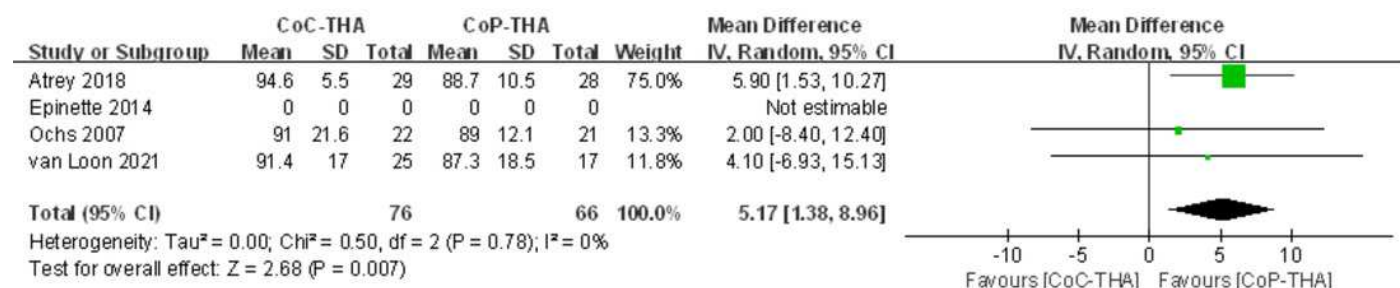 CoC-THA CoP-THA Mean Difference Mean Difference
Study or Subgroup Mean SD Total Mean SD Total Weight IV, Random, 95% CI IV, Random, 95% CI
Atrey 2018 94.6 5.5 29 88.7 10.5 28 75.0% 5.90 [1.53, 10.27]
Epinette 2014 0 0 0 0 0 0 Not estimable
Ochs 2007 91 21.6 22 89 12.1 21 13.3% 2.00 [-8.40, 12.40]
van Loon 2021 91.4 17 25 87.3 18.5 17 11.8% 4.10 [-6.93, 15.13]
Total (95% CI) 76 66 100.0% 5.17 [1.38, 8.96]
Heterogeneity: Tau² = 0.00; Chi² = 0.50, df = 2 (P = 0.78); I² = 0%
Test for overall effect: Z = 2.68 (P = 0.007)
-10 -5 0 5 10
Favours [CoC-THA] Favours [CoP-THA]